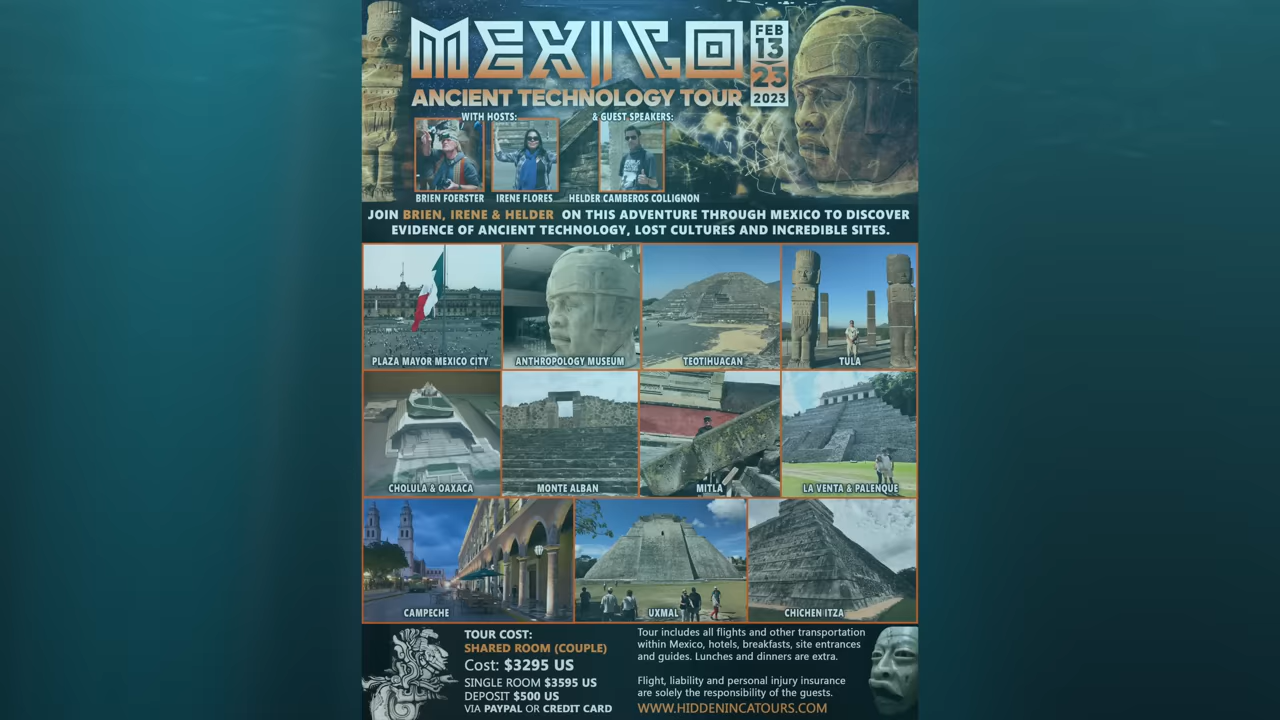 MEXICO
FEB
13
23
2023
ANCIENT TECHNOLOGY TOUR
WITH HOSTS:
& GUEST SPEAKERS:
BRIEN FOERSTER
IRENE FLORES
HELDER CAMBEROS COLLIGNON
JOIN BRIEN, IRENE & HELDER ON THIS ADVENTURE THROUGH MEXICO TO DISCOVER
EVIDENCE OF ANCIENT TECHNOLOGY, LOST CULTURES AND INCREDIBLE SITES.
PLAZA MAYOR MEXICO CITY
ANTHROPOLOGY MUSEUM
TEOTIHUACAN
TULA
CHOLULA & OAXACA
MONTE ALBAN
MITLA
LA VENTA & PALENQUE
CAMPECHE
UXMAL
CHICHEN ITZA
TOUR COST:
SHARED ROOM (COUPLE)
Cost: $3295 US
SINGLE ROOM $3595 US
DEPOSIT $500 US
VIA PAYPAL OR CREDIT CARD
Tour includes all flights and other transportation
within Mexico, hotels, breakfasts, site entrances
and guides. Lunches and dinners are extra.
Flight, liability and personal injury insurance
are solely the responsibility of the guests.
WWW.HIDDENINCATOURS.COM